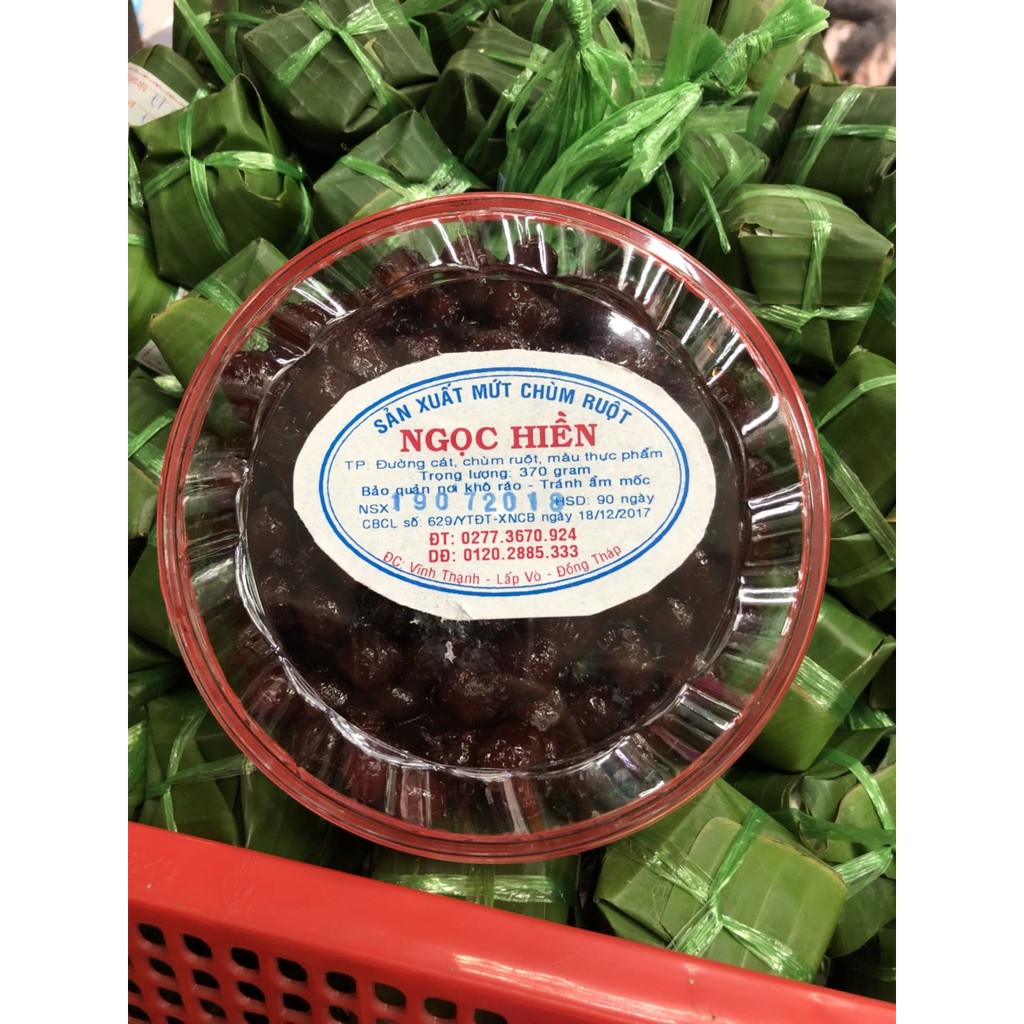 SẢN XUẤT MỨT CHÙM RUỘT
NGỌC HIỀN
TP: Đường cát, chùm ruột, màu thực phẩm
Trọng lượng: 370 gram
Bảo quản nơi khô ráo - Tránh ẩm mốc
NSX 19072018 HSD: 90 ngày
CBCL số: 629/YTĐT-XNCB ngày 18/12/2017
ĐT: 0277.3670.924
DĐ: 0120.2885.333
ĐC: Vĩnh Thạnh - Lấp Vò - Đồng Tháp